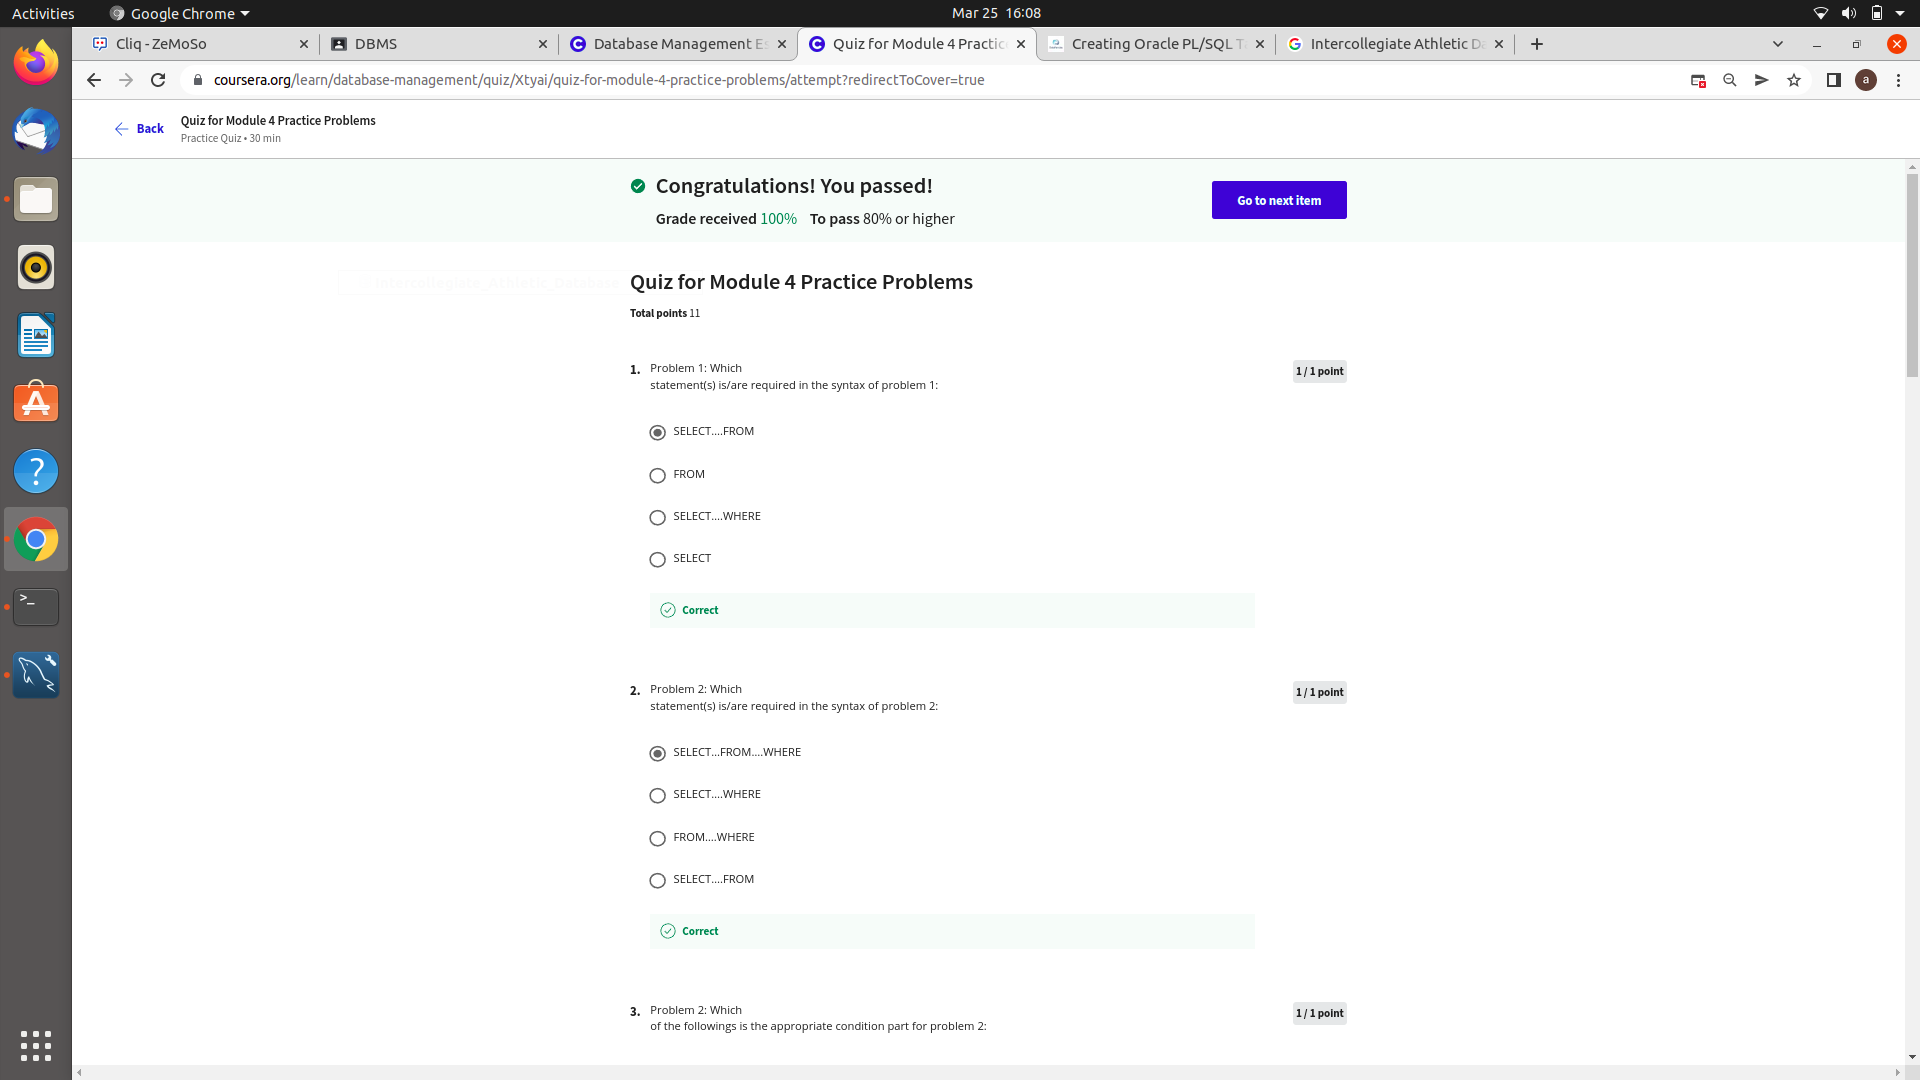 Activities
Google Chrome
Mar 25 16:08
Cliq - ZeMoSo
DBMS
Database Management Es
Quiz for Module 4 Practic
Creating Oracle PL/SQL T
Intercollegiate Athletic Da
coursera.org/learn/database-management/quiz/Xtyai/quiz-for-module-4-practice-problems/attempt?redirectToCover=true
a
Back
Quiz for Module 4 Practice Problems
Practice Quiz • 30 min
Congratulations! You passed!
Grade received 100% To pass 80% or higher
Go to next item
Quiz for Module 4 Practice Problems
Total points 11
1. Problem 1: Which
statement(s) is/are required in the syntax of problem 1:
1 / 1 point
SELECT....FROM
FROM
SELECT....WHERE
SELECT
Correct
2. Problem 2: Which
statement(s) is/are required in the syntax of problem 2:
1 / 1 point
SELECT...FROM....WHERE
SELECT....WHERE
FROM....WHERE
SELECT....FROM
Correct
3. Problem 2: Which
of the followings is the appropriate condition part for problem 2:
1 / 1 point